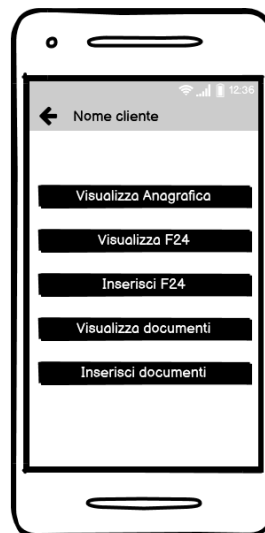 12:36
Nome cliente
Visualizza Anagrafica
Visualizza F24
Inserisci F24
Visualizza documenti
Inserisci documenti